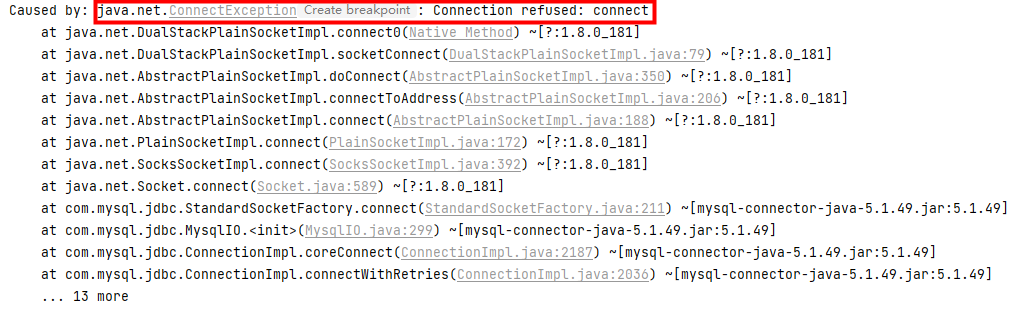 Caused by: java.net.ConnectException Create breakpoint : Connection refused: connect
at java.net.DualStackPlainSocketImpl.connect0(Native Method) ~[?:1.8.0_181]
at java.net.DualStackPlainSocketImpl.socketConnect(DualStackPlainSocketImpl.java:79) ~[?:1.8.0_181]
at java.net.AbstractPlainSocketImpl.doConnect(AbstractPlainSocketImpl.java:350) ~[?:1.8.0_181]
at java.net.AbstractPlainSocketImpl.connectToAddress(AbstractPlainSocketImpl.java:206) ~[?:1.8.0_181]
at java.net.AbstractPlainSocketImpl.connect(AbstractPlainSocketImpl.java:188) ~[?:1.8.0_181]
at java.net.PlainSocketImpl.connect(PlainSocketImpl.java:172) ~[?:1.8.0_181]
at java.net.SocksSocketImpl.connect(SocksSocketImpl.java:392) ~[?:1.8.0_181]
at java.net.Socket.connect(Socket.java:589) ~[?:1.8.0_181]
at com.mysql.jdbc.StandardSocketFactory.connect(StandardSocketFactory.java:211) ~[mysql-connector-java-5.1.49.jar:5.1.49]
at com.mysql.jdbc.MysqlIO.<init>(MysqlIO.java:299) ~[mysql-connector-java-5.1.49.jar:5.1.49]
at com.mysql.jdbc.ConnectionImpl.coreConnect(ConnectionImpl.java:2187) ~[mysql-connector-java-5.1.49.jar:5.1.49]
at com.mysql.jdbc.ConnectionImpl.connectWithRetries(ConnectionImpl.java:2036) ~[mysql-connector-java-5.1.49.jar:5.1.49]
... 13 more